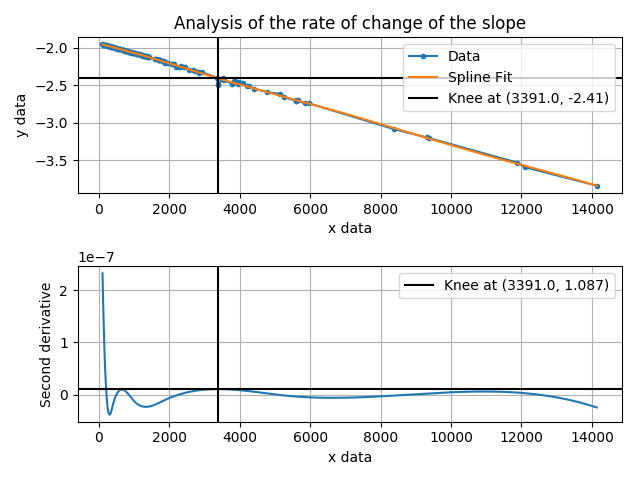 Analysis of the rate of change of the slope
−2.0
−2.5
−3.0
−3.5
y data
Data
Spline Fit
Knee at (3391.0, -2.41)
0 2000 4000 6000 8000 10000 12000 14000
x data
1e−7
2
1
0
Second derivative
Knee at (3391.0, 1.087)
0 2000 4000 6000 8000 10000 12000 14000
x data